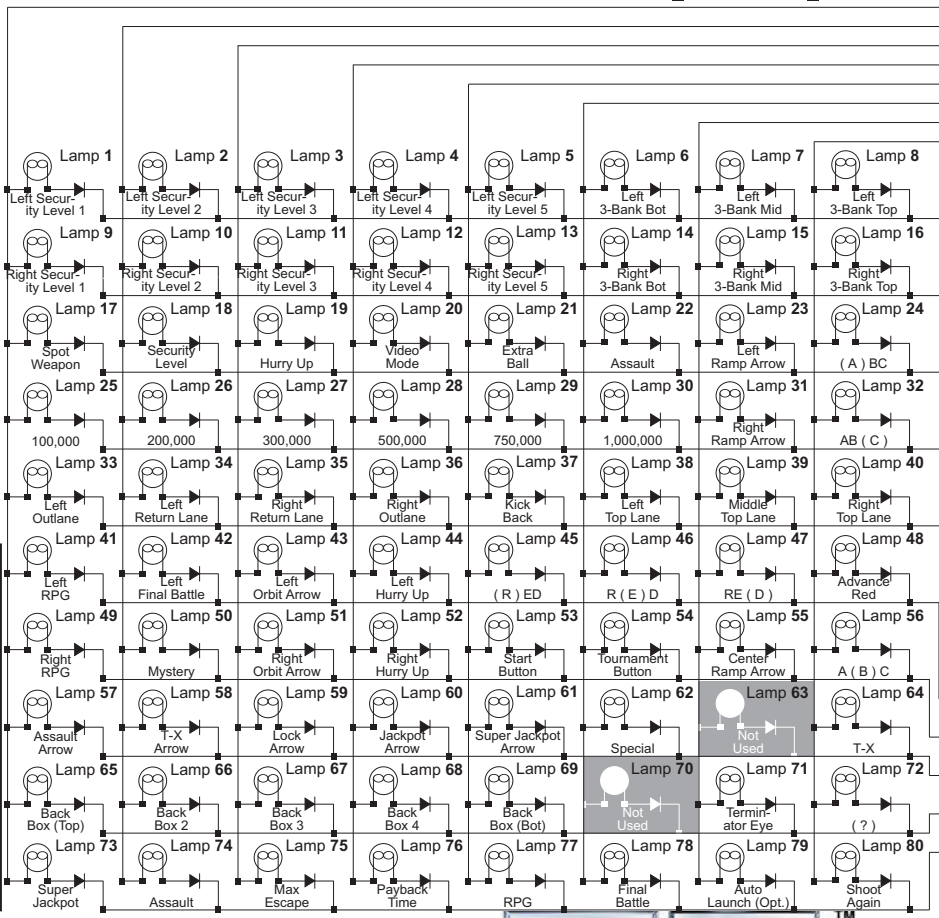 Lamp 1 Lamp 2 Lamp 3 Lamp 4 Lamp 5 Lamp 6 Lamp 7 Lamp 8
Left Secur- Left Secur- Left Secur- Left Secur- Left Secur- Left Left Left
ity Level 1 ity Level 2 ity Level 3 ity Level 4 ity Level 5 3-Bank Bot 3-Bank Mid 3-Bank Top
Lamp 9 Lamp 10 Lamp 11 Lamp 12 Lamp 13 Lamp 14 Lamp 15 Lamp 16
Right Secur- Right Secur- Right Secur- Right Secur- Right Secur- Right Right Right
ity Level 1 ity Level 2 ity Level 3 ity Level 4 ity Level 5 3-Bank Bot 3-Bank Mid 3-Bank Top
Lamp 17 Lamp 18 Lamp 19 Lamp 20 Lamp 21 Lamp 22 Lamp 23 Lamp 24
Spot Security Video Extra Left
Weapon Level Hurry Up Mode Ball Assault Ramp Arrow ( A ) BC
Lamp 25 Lamp 26 Lamp 27 Lamp 28 Lamp 29 Lamp 30 Lamp 31 Lamp 32
Right
100,000 200,000 300,000 500,000 750,000 1,000,000 Ramp Arrow AB ( C )
Lamp 33 Lamp 34 Lamp 35 Lamp 36 Lamp 37 Lamp 38 Lamp 39 Lamp 40
Left Left Right Right Kick Left Middle Right
Outlane Return Lane Return Lane Outlane Back Top Lane Top Lane Top Lane
Lamp 41 Lamp 42 Lamp 43 Lamp 44 Lamp 45 Lamp 46 Lamp 47 Lamp 48
Left Left Left Left Advance
RPG Final Battle Orbit Arrow Hurry Up ( R ) ED R ( E ) D RE ( D ) Red
Lamp 49 Lamp 50 Lamp 51 Lamp 52 Lamp 53 Lamp 54 Lamp 55 Lamp 56
Right Right Right Start Tournament Center
RPG Mystery Orbit Arrow Hurry Up Button Button Ramp Arrow A ( B ) C
Lamp 57 Lamp 58 Lamp 59 Lamp 60 Lamp 61 Lamp 62 Lamp 63 Lamp 64
Assault T-X Lock Jackpot Super Jackpot Not
Arrow Arrow Arrow Arrow Arrow Special Used T-X
Lamp 65 Lamp 66 Lamp 67 Lamp 68 Lamp 69 Lamp 70 Lamp 71 Lamp 72
Back Back Back Back Back Not Termin-
Box (Top) Box 2 Box 3 Box 4 Box (Bot) Used ator Eye ( ? )
Lamp 73 Lamp 74 Lamp 75 Lamp 76 Lamp 77 Lamp 78 Lamp 79 Lamp 80
Super Max Payback Final Auto Shoot
Jackpot Assault Escape Time RPG Battle Launch (Opt.) Again
TM